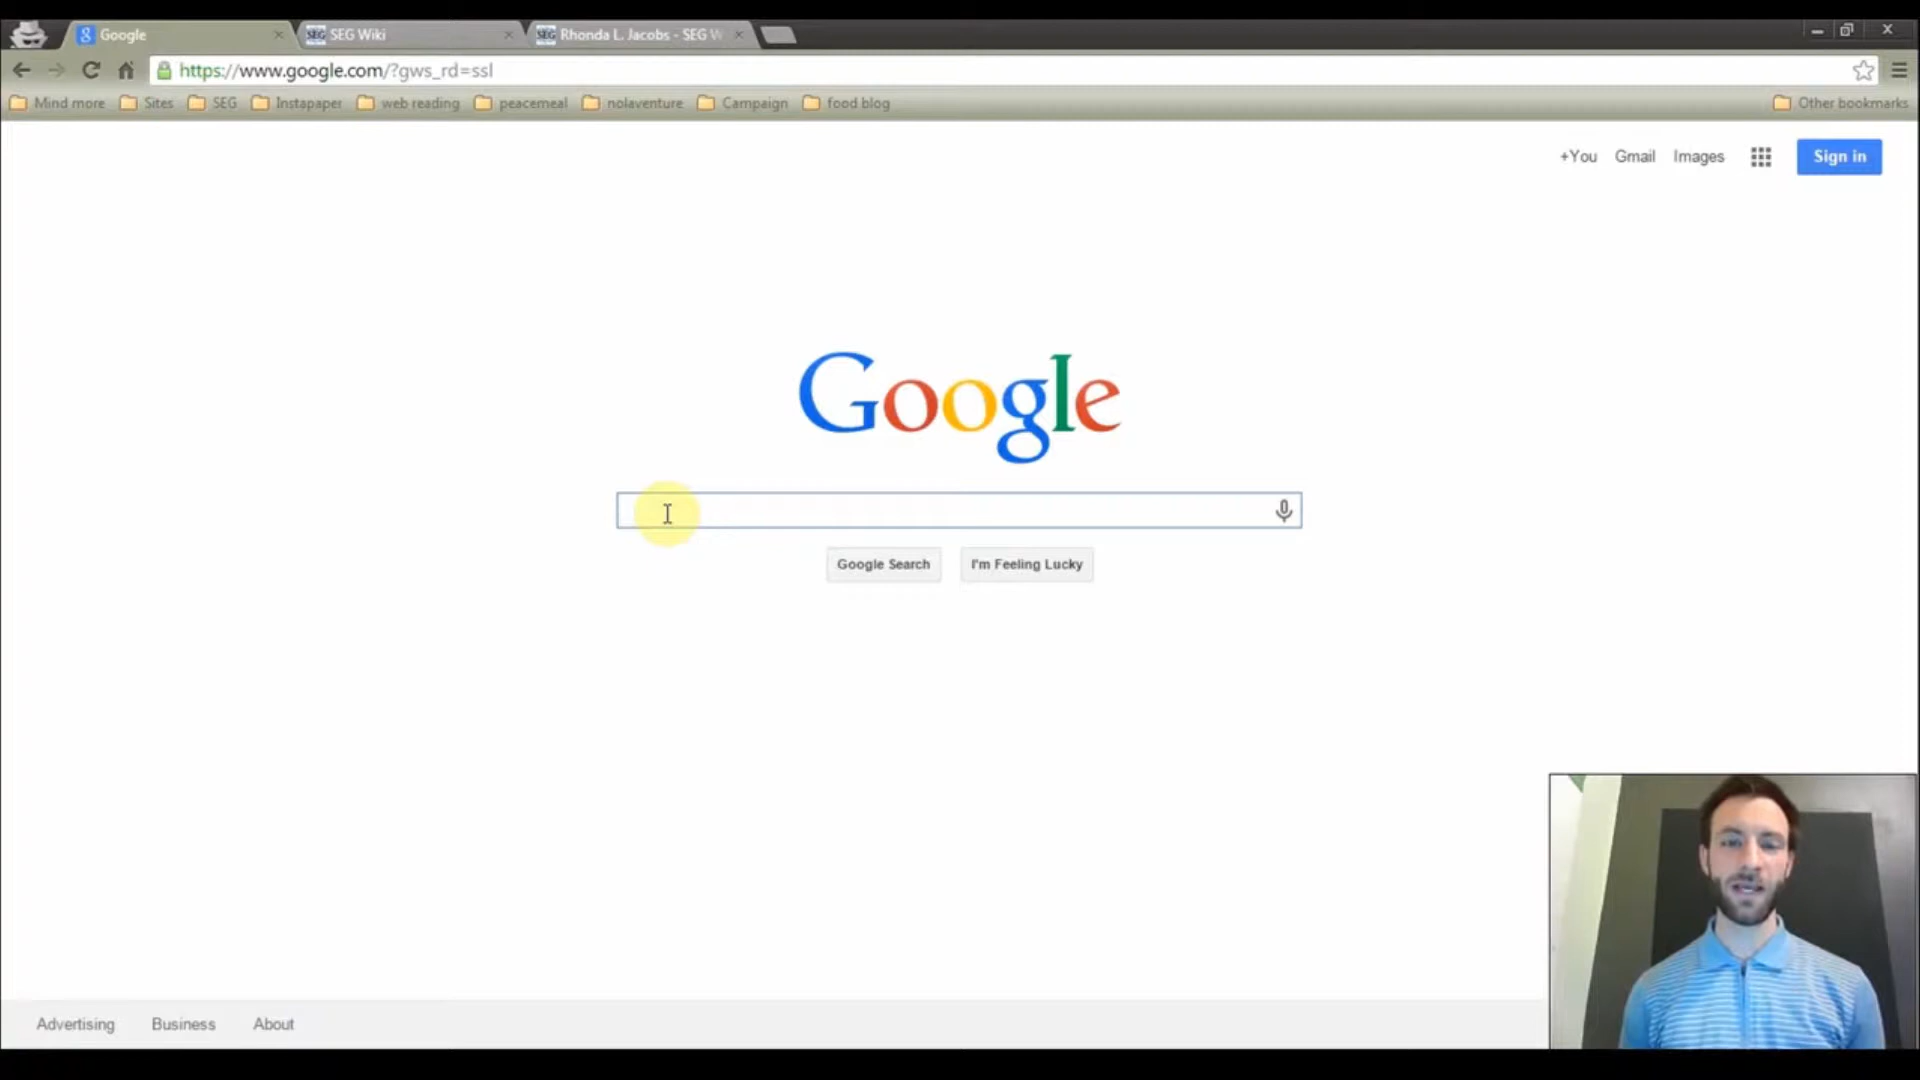 Google
SEG SEG Wiki
SEG Rhonda L. Jacobs - SEG W
https://www.google.com/?gws_rd=ssl
Mind more Sites SEG Instapaper web reading peacemeal nolaventure Campaign food blog Other bookmarks
+You Gmail Images Sign in
Google
Google Search I'm Feeling Lucky
Advertising Business About